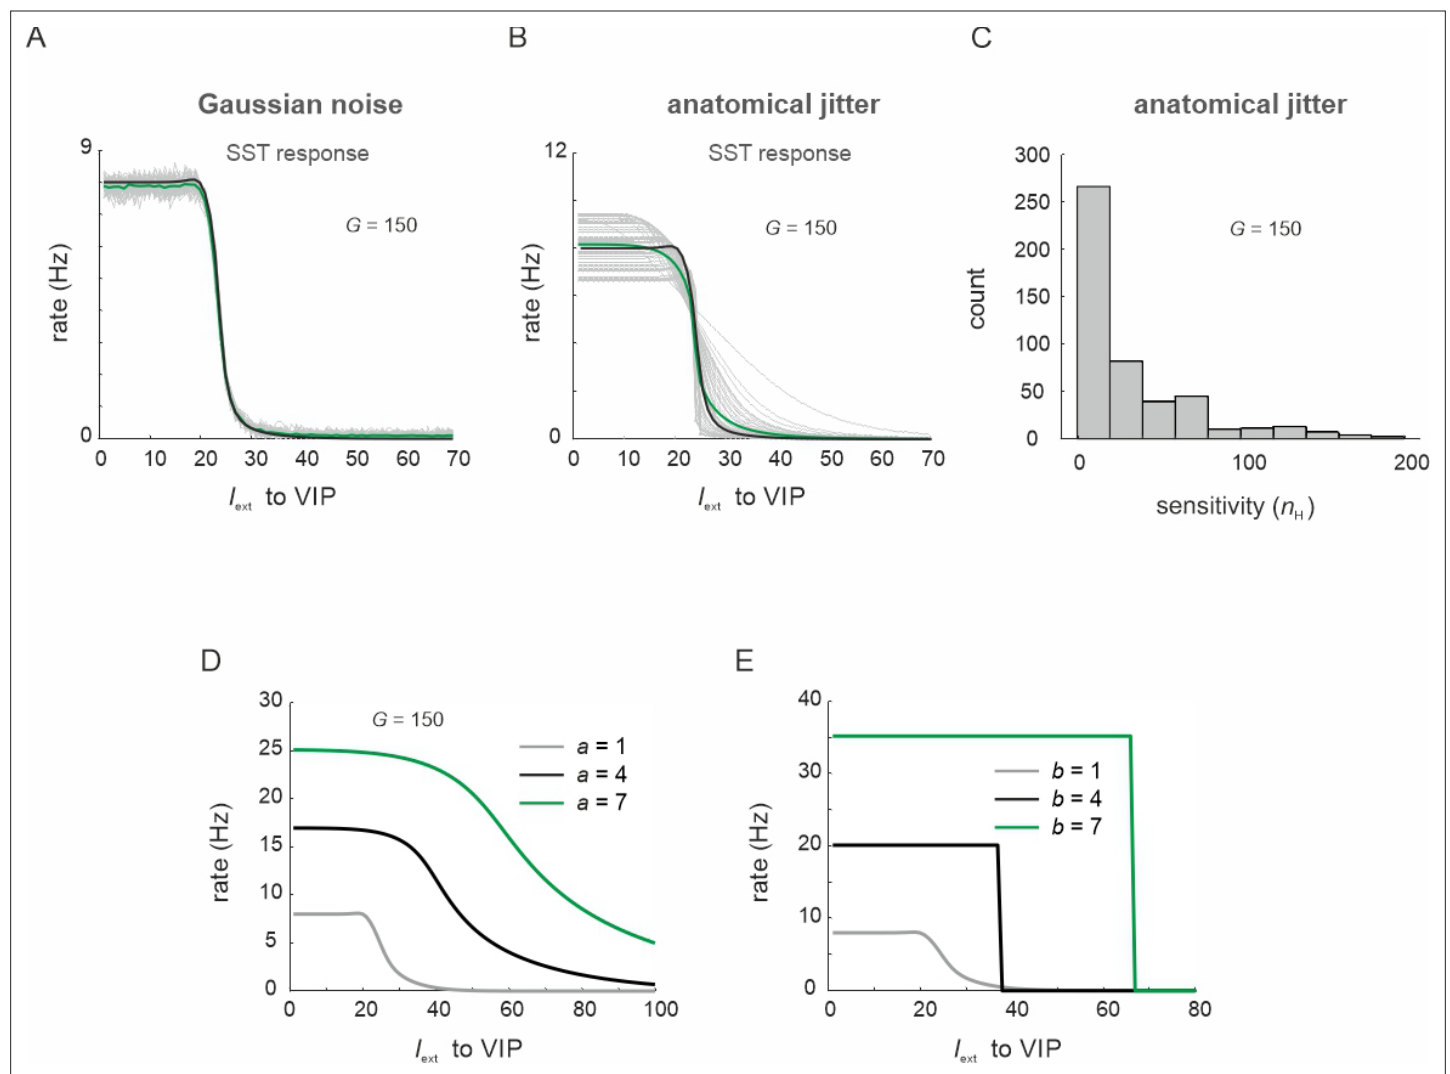 A
Gaussian noise
SST response
G = 150
9
0
rate (Hz)
0 10 20 30 40 50 60 70
Iext to VIP
B
anatomical jitter
SST response
G = 150
12
0
rate (Hz)
0 10 20 30 40 50 60 70
Iext to VIP
C
anatomical jitter
G = 150
300
250
200
150
100
50
0
count
0 100 200
sensitivity (nH)
D
G = 150
a = 1
a = 4
a = 7
30
25
20
15
10
5
0
rate (Hz)
0 20 40 60 80 100
Iext to VIP
E
b = 1
b = 4
b = 7
40
30
20
10
0
rate (Hz)
0 20 40 60 80
Iext to VIP